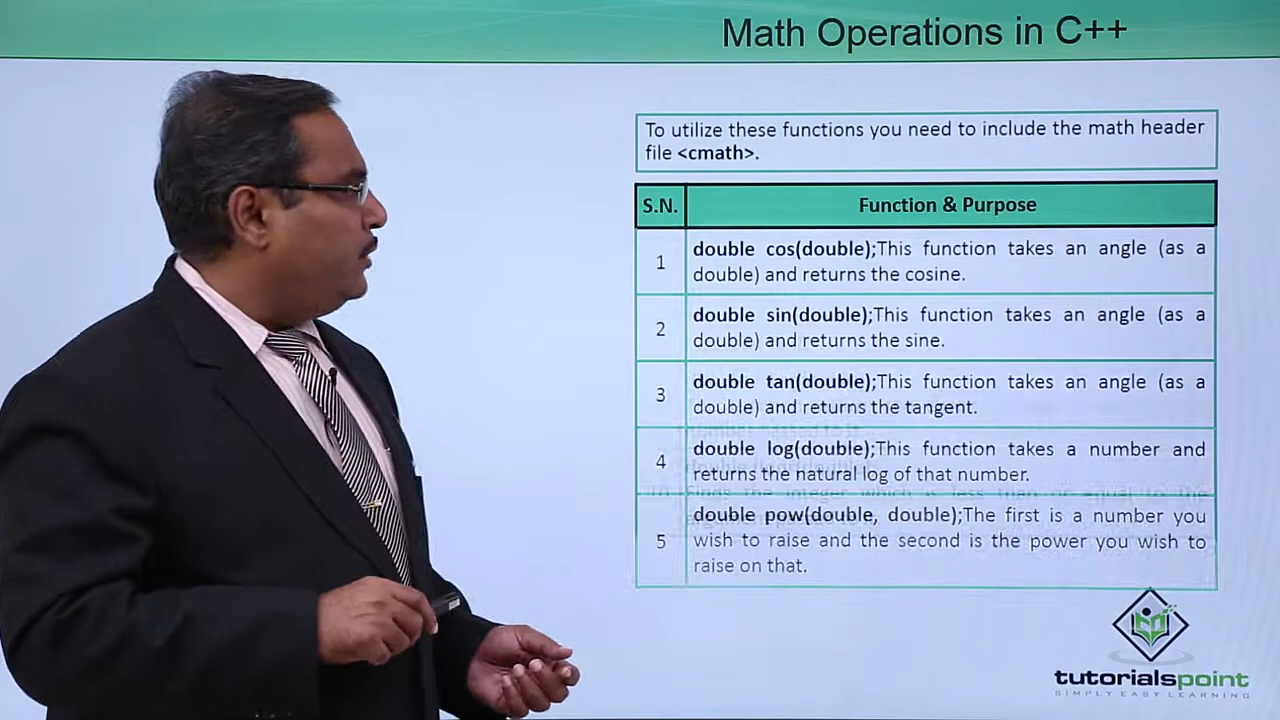 Math Operations in C++
To utilize these functions you need to include the math header
file <cmath>.
S.N.
Function & Purpose
1
double cos(double);This function takes an angle (as a
double) and returns the cosine.
2
double sin(double);This function takes an angle (as a
double) and returns the sine.
3
double tan(double);This function takes an angle (as a
double) and returns the tangent.
4
double log(double);This function takes a number and
returns the natural log of that number.
5
double pow(double, double);The first is a number you
wish to raise and the second is the power you wish to
raise on that.
tutorialspoint
SIMPLY EASY LEARNING